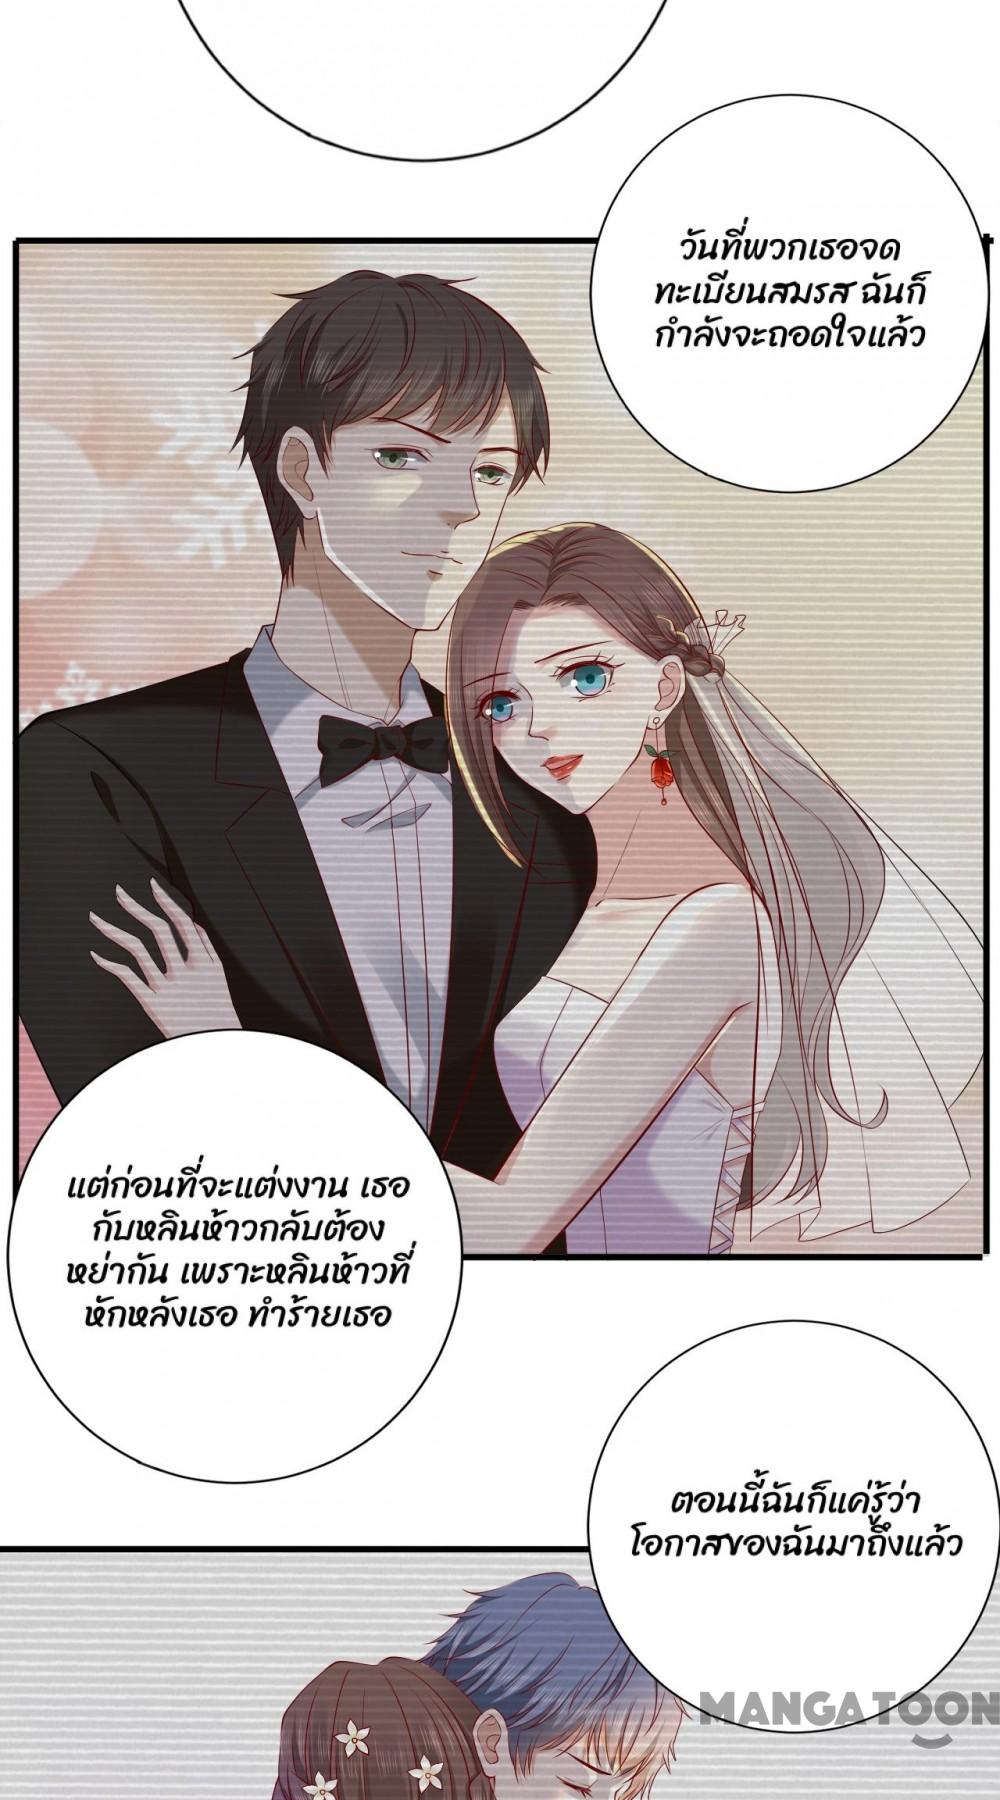 วันที่พวกเธอจด
ทะเบียนสมรส ฉันก็
กำลังจะถอดใจแล้ว
แต่ก่อนที่จะแต่งงาน เธอ
กับหลินห้าวกลับต้อง
หย่ากัน เพราะหลินห้าวที่
หักหลังเธอ ทำร้ายเธอ
ตอนนี้ฉันก็แค่รู้ว่า
โอกาสของฉันมาถึงแล้ว
MANGATOON